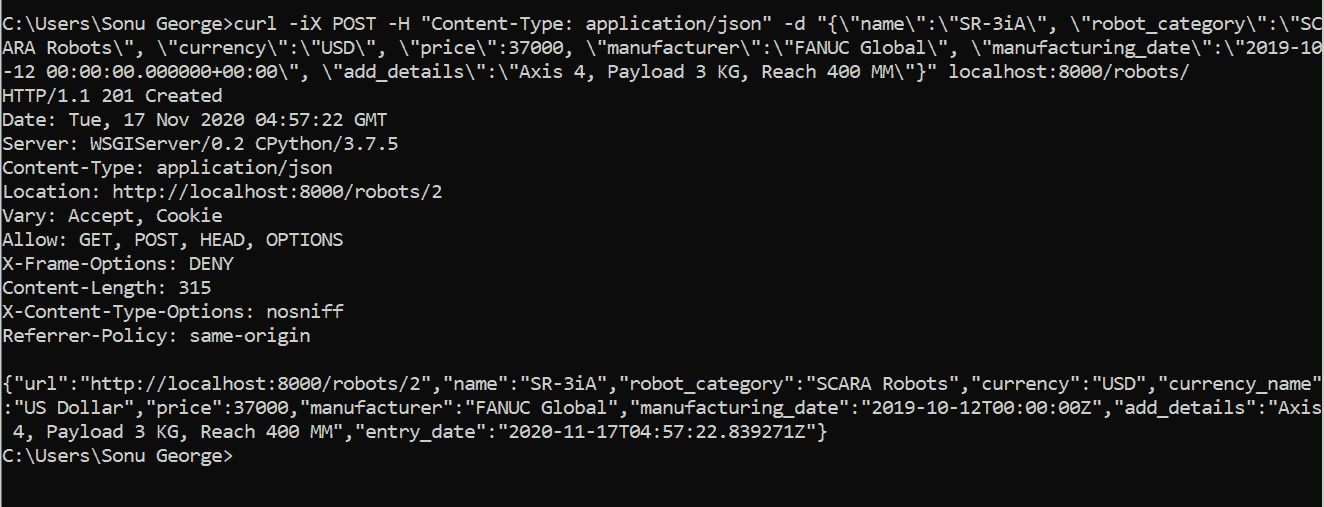 C:\Users\Sonu George>curl -iX POST -H "Content-Type: application/json" -d "{\"name\":\"SR-3iA\", \"robot_category\":\"SC
ARA Robots\", \"currency\":\"USD\", \"price\":37000, \"manufacturer\":\"FANUC Global\", \"manufacturing_date\":\"2019-10
-12 00:00:00.000000+00:00\", \"add_details\":\"Axis 4, Payload 3 KG, Reach 400 MM\"}" localhost:8000/robots/
HTTP/1.1 201 Created
Date: Tue, 17 Nov 2020 04:57:22 GMT
Server: WSGIServer/0.2 CPython/3.7.5
Content-Type: application/json
Location: http://localhost:8000/robots/2
Vary: Accept, Cookie
Allow: GET, POST, HEAD, OPTIONS
X-Frame-Options: DENY
Content-Length: 315
X-Content-Type-Options: nosniff
Referrer-Policy: same-origin

{"url":"http://localhost:8000/robots/2","name":"SR-3iA","robot_category":"SCARA Robots","currency":"USD","currency_name"
:"US Dollar","price":37000,"manufacturer":"FANUC Global","manufacturing_date":"2019-10-12T00:00:00Z","add_details":"Axis
 4, Payload 3 KG, Reach 400 MM","entry_date":"2020-11-17T04:57:22.839271Z"}
C:\Users\Sonu George>